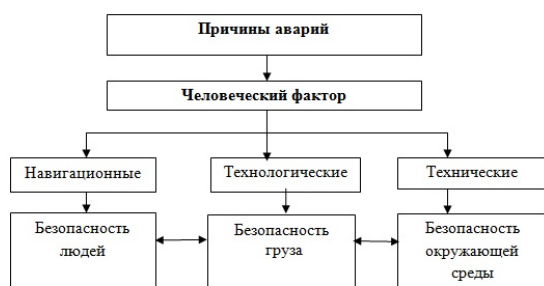 Причины аварий
Человеческий фактор
Навигационные
Технологические
Технические
Безопасность
людей
Безопасность
груза
Безопасность
окружающей
среды